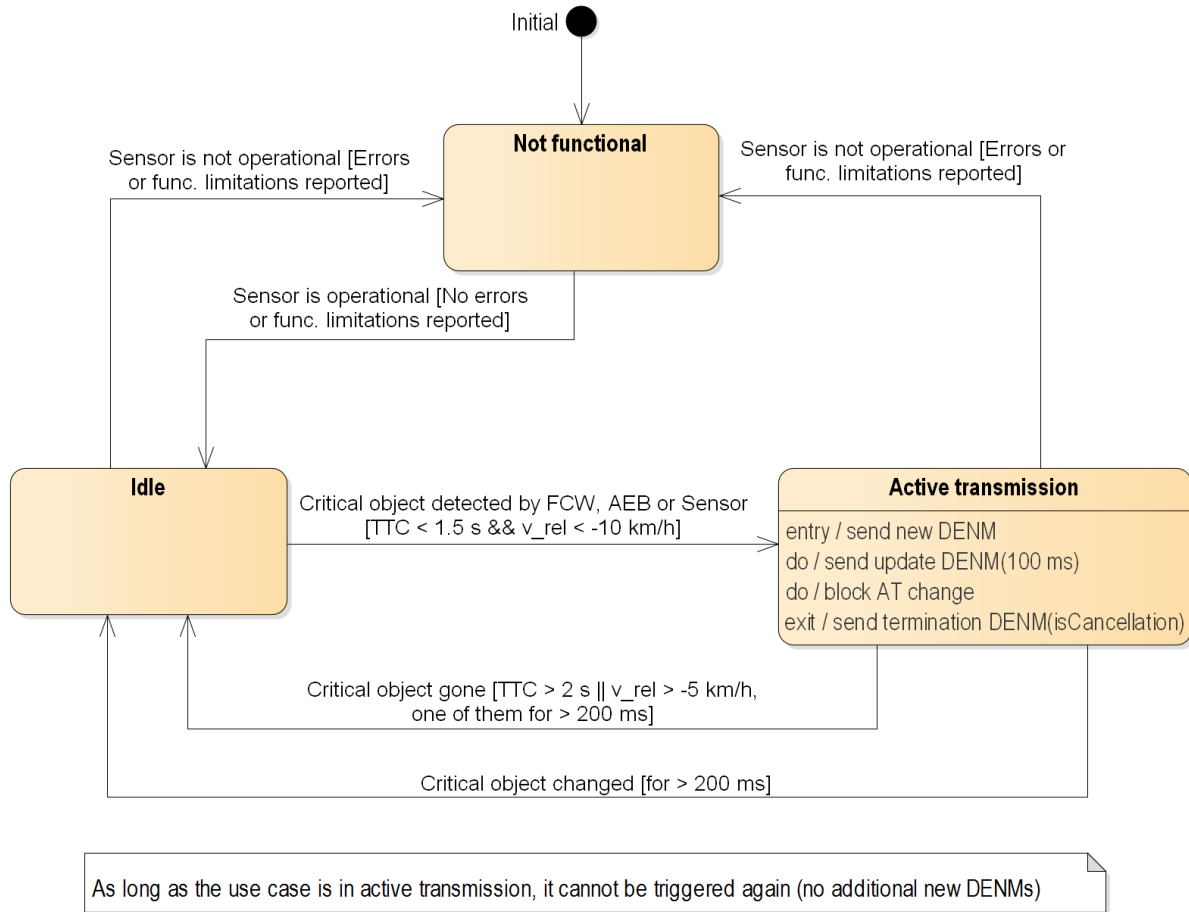 Initial
Not functional
Sensor is not operational [Errors
or func. limitations reported]
Sensor is not operational [Errors or
func. limitations reported]
Sensor is operational [No errors
or func. limitations reported]
Idle
Critical object detected by FCW, AEB or Sensor
[TTC < 1.5 s && v_rel < -10 km/h]
Active transmission
entry / send new DENM
do / send update DENM(100 ms)
do / block AT change
exit / send termination DENM(isCancellation)
Critical object gone [TTC > 2 s || v_rel > -5 km/h,
one of them for > 200 ms]
Critical object changed [for > 200 ms]
As long as the use case is in active transmission, it cannot be triggered again (no additional new DENMs)